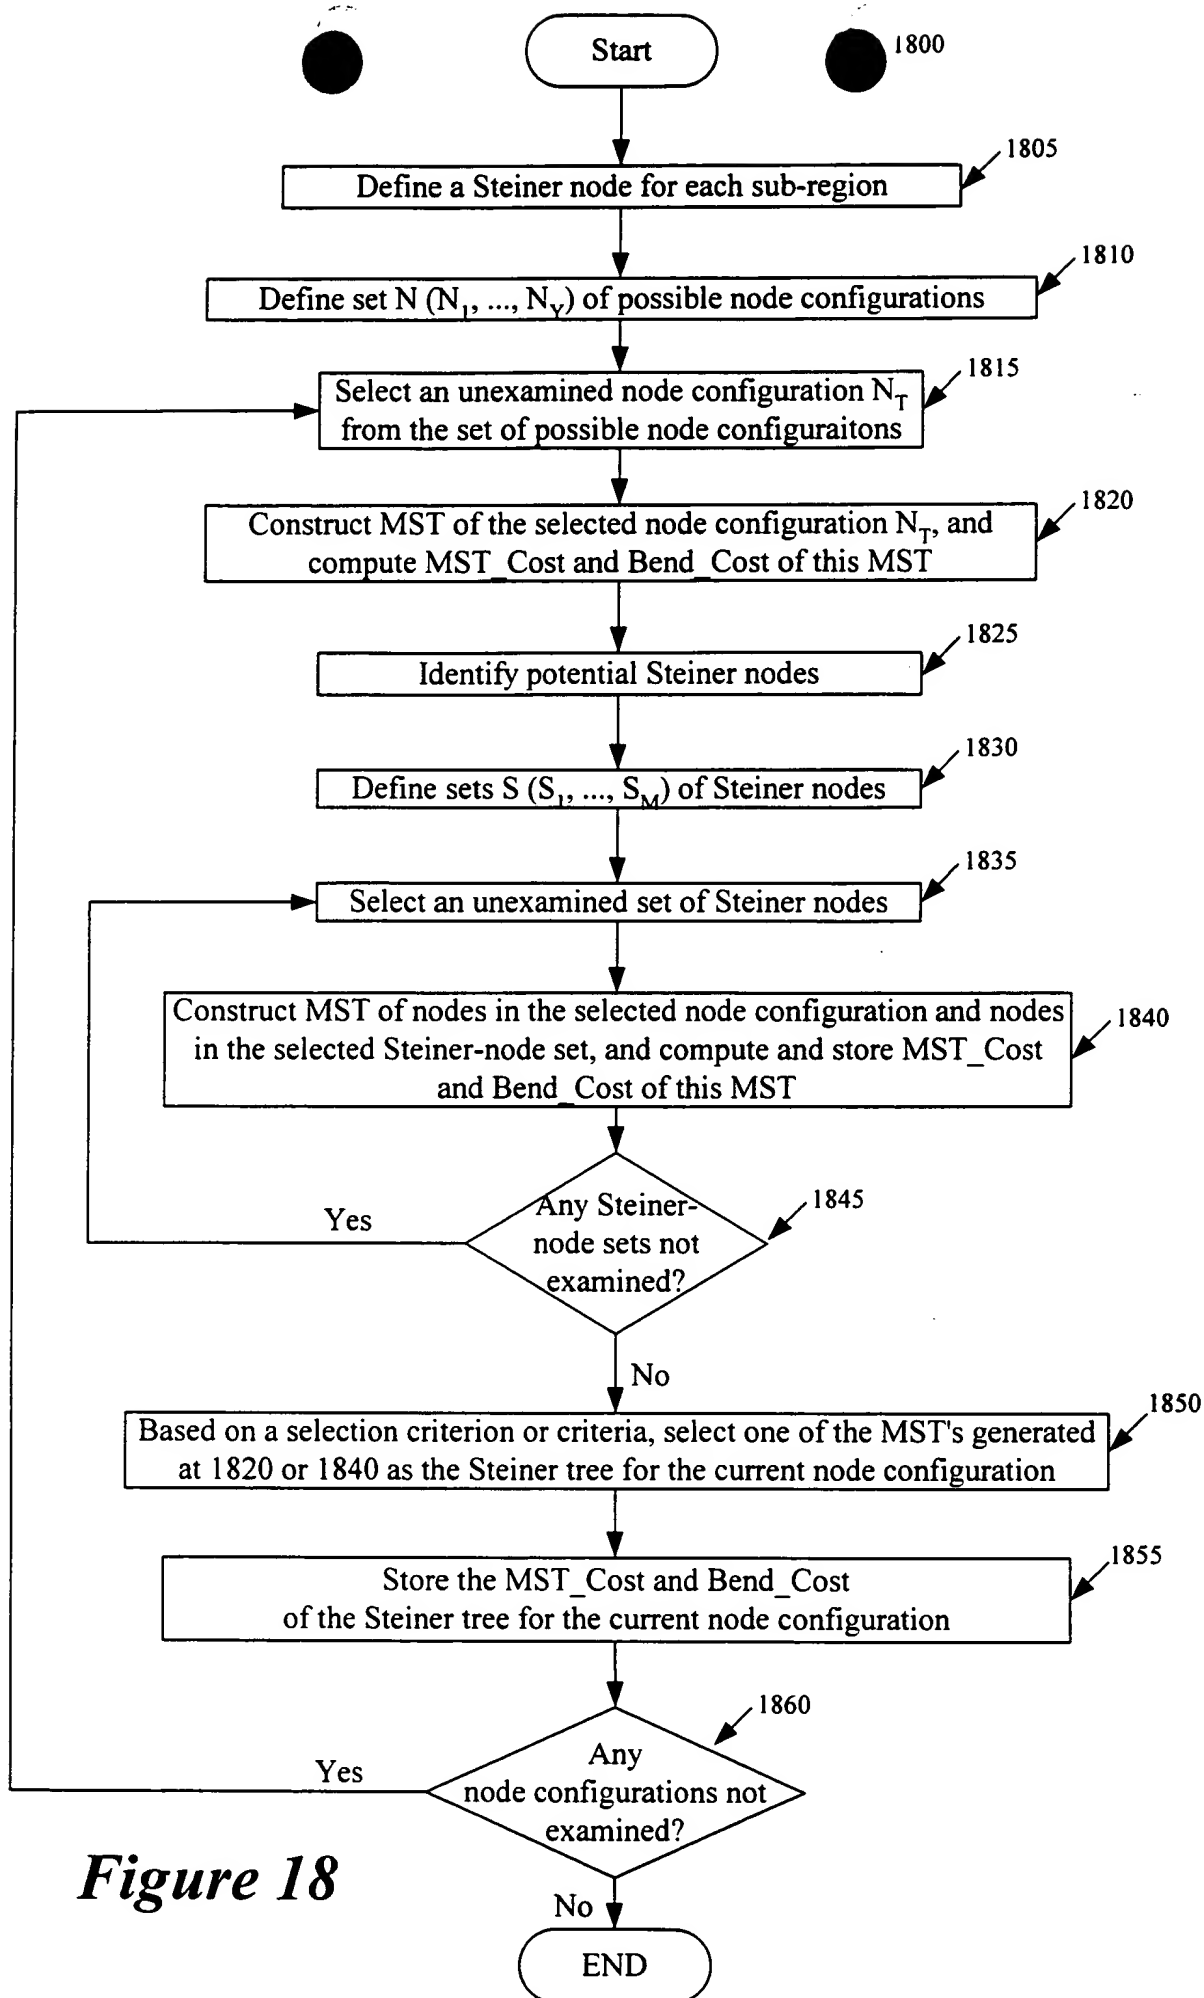 Start
1800
1805
Define a Steiner node for each sub-region
1810
Define set N (N₁, ..., N_Y) of possible node configurations
1815
Select an unexamined node configuration N_T
from the set of possible node configuraitons
1820
Construct MST of the selected node configuration N_T, and
compute MST_Cost and Bend_Cost of this MST
1825
Identify potential Steiner nodes
1830
Define sets S (S₁, ..., S_M) of Steiner nodes
1835
Select an unexamined set of Steiner nodes
Construct MST of nodes in the selected node configuration and nodes
in the selected Steiner-node set, and compute and store MST_Cost
and Bend_Cost of this MST
1840
Any Steiner-
node sets not
examined?
1845
Yes
No
1850
Based on a selection criterion or criteria, select one of the MST's generated
at 1820 or 1840 as the Steiner tree for the current node configuration
1855
Store the MST_Cost and Bend_Cost
of the Steiner tree for the current node configuration
1860
Any
node configurations not
examined?
Yes
Figure 18
No
END